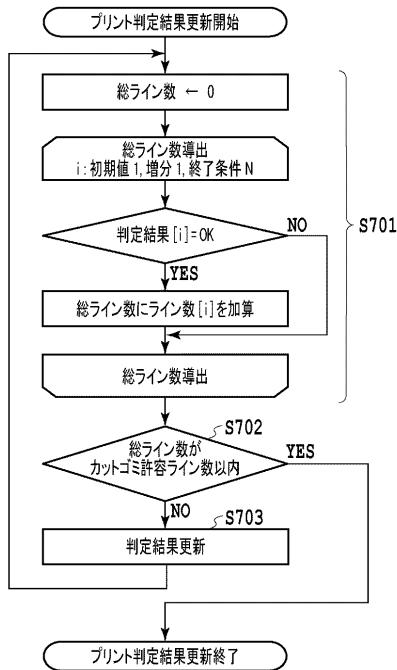 プリント判定結果更新開始
総ライン数 ← 0
総ライン数導出
i:初期値1,増分1,終了条件N
判定結果[i]=OK
NO
YES
総ライン数にライン数[i]を加算
総ライン数導出
S701
S702
総ライン数が
カットゴミ許容ライン数以内
YES
NO
S703
判定結果更新
プリント判定結果更新終了